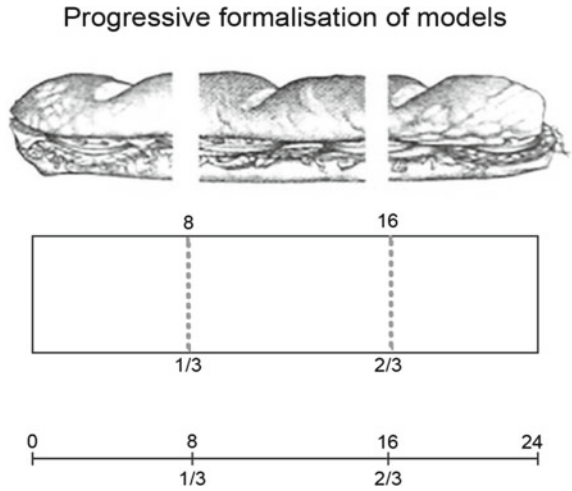 Progressive formalisation of models
8 16
1/3 2/3
0 8 16 24
1/3 2/3